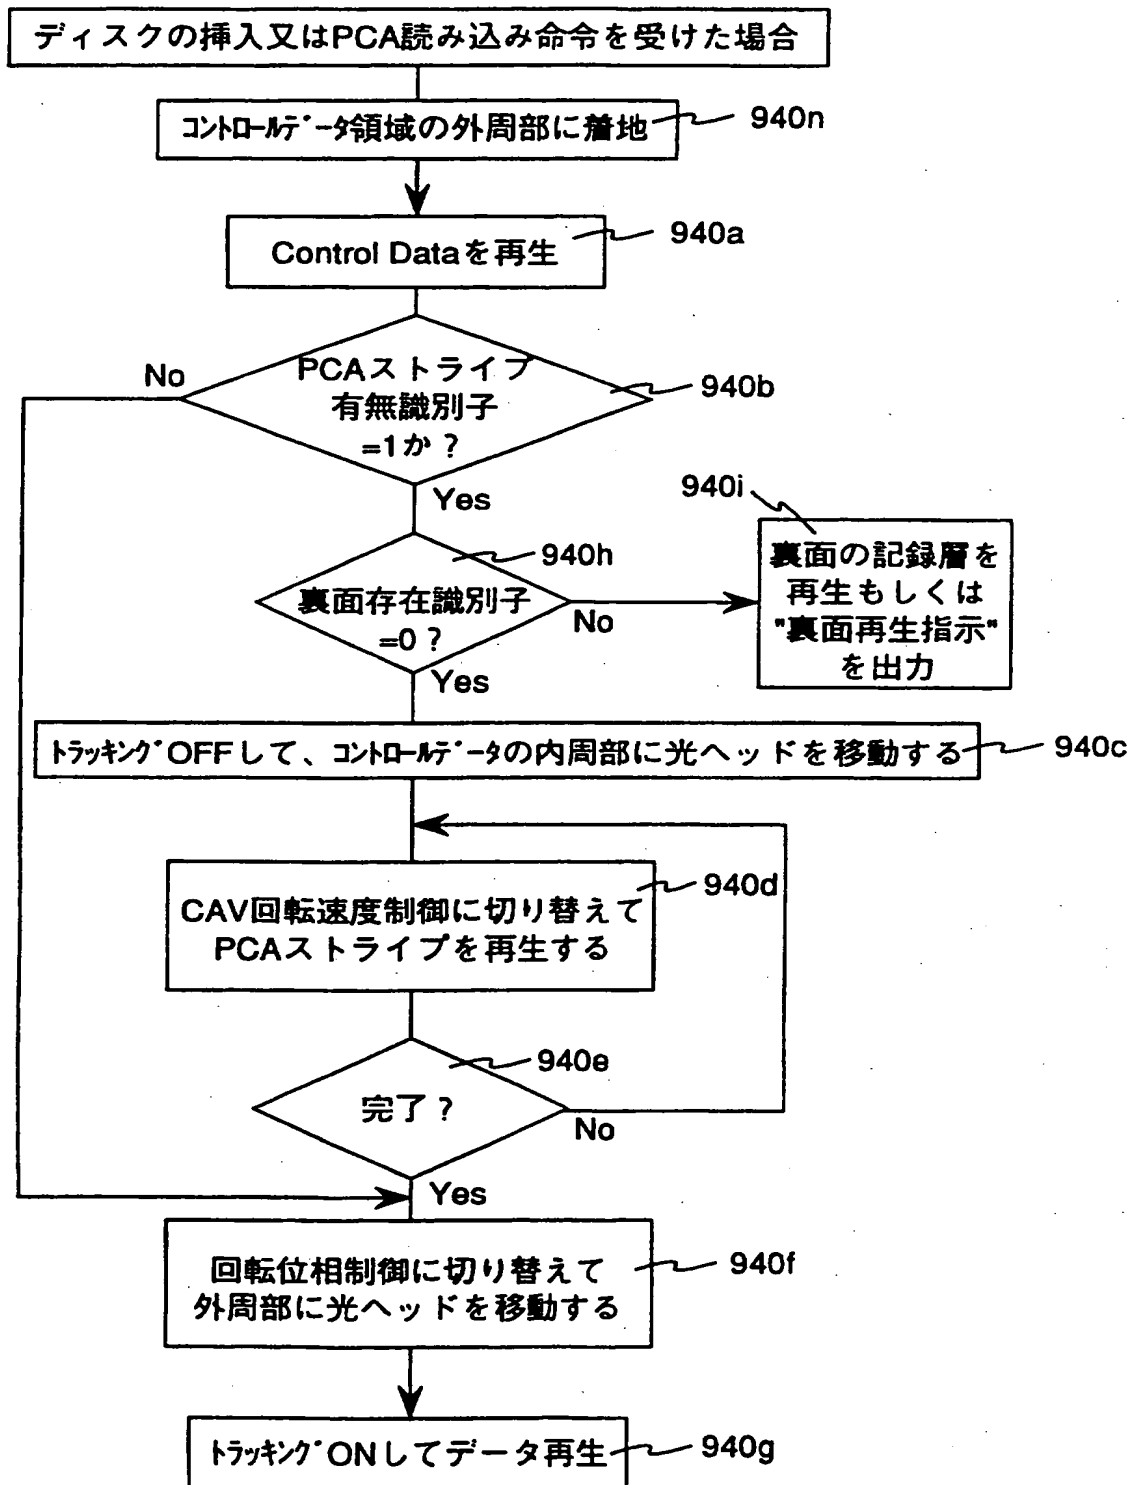 ディスクの挿入又はPCA読み込み命令を受けた場合
ｺﾝﾄﾛｰﾙﾃﾞｰﾀ領域の外周部に着地
940n
Control Dataを再生
940a
PCAストライプ
有無識別子
=1か？
940b
No
Yes
裏面存在識別子
=0？
940h
No
Yes
940i
裏面の記録層を
再生もしくは
"裏面再生指示"
を出力
ﾄﾗｯｷﾝｸﾞOFFして、ｺﾝﾄﾛｰﾙﾃﾞｰﾀの内周部に光ヘッドを移動する
940c
CAV回転速度制御に切り替えて
PCAストライプを再生する
940d
完了？
940e
No
Yes
回転位相制御に切り替えて
外周部に光ヘッドを移動する
940f
ﾄﾗｯｷﾝｸﾞONしてデータ再生
940g